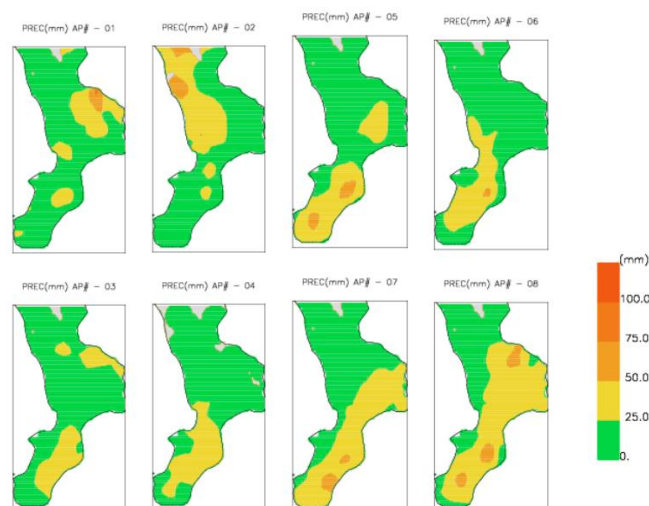 PREC(mm) AP# - 01
PREC(mm) AP# - 02
PREC(mm) AP# - 05
PREC(mm) AP# - 06
PREC(mm) AP# - 03
PREC(mm) AP# - 04
PREC(mm) AP# - 07
PREC(mm) AP# - 08
(mm)
100.0
75.0
50.0
25.0
0.